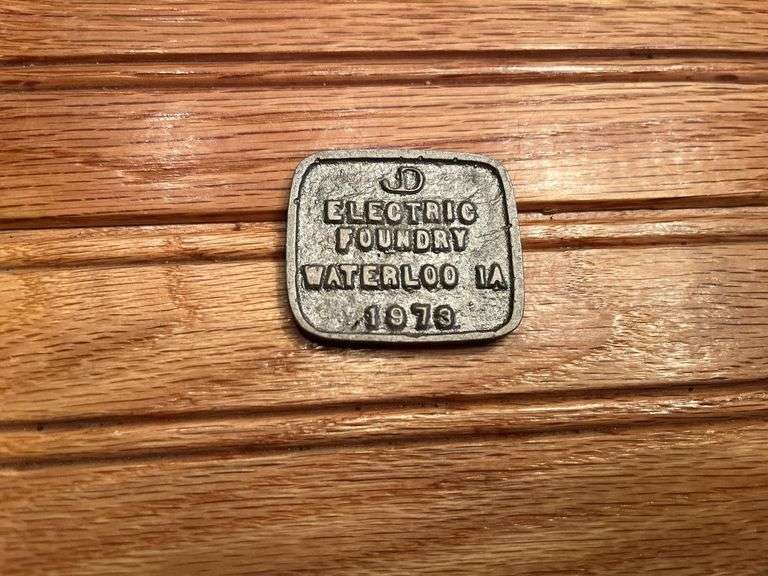 JD
ELECTRIC
FOUNDRY
WATERLOO IA
1973